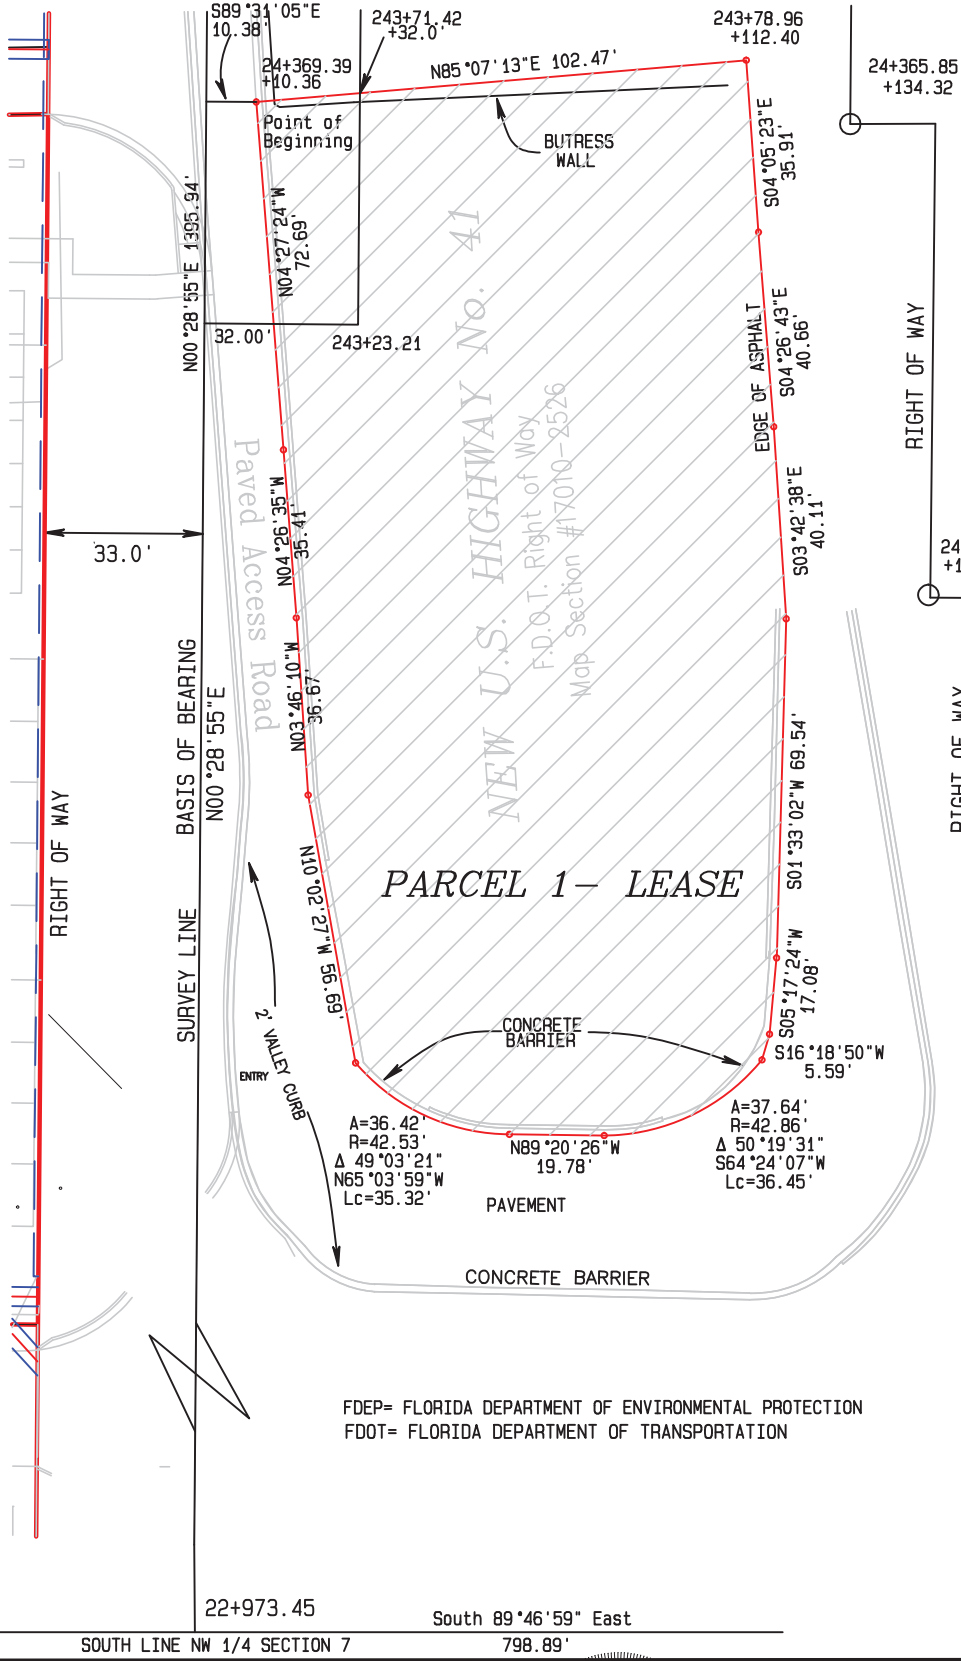 S89°31'05"E
10.38'
243+71.42
+32.0'
243+78.96
+112.40
24+369.39
+10.36
N85°07'13"E 102.47'
24+365.85
+134.32
Point of
Beginning
BUTRESS
WALL
S04°05'23"E
35.91'
N00°28'55"E 1395.94'
N04°27'24"W
72.69'
32.00'
243+23.21
NEW U.S. HIGHWAY No. 41
F.D.O.T. Right of Way
Map Section #17010-2526
EDGE OF ASPHALT
S04°26'43"E
40.66'
RIGHT OF WAY
Paved Access Road
N04°26'35"W
35.41'
S03°42'38"E
40.11'
33.0'
24
+1
BASIS OF BEARING
N00°28'55"E
N03°46'10"W
36.67'
RIGHT OF WAY
S01°33'02"W 69.54'
RIGHT OF WAY
PARCEL 1- LEASE
N10°02'27"W 56.69'
SURVEY LINE
S05°17'24"W
17.08'
2' VALLEY CURB
CONCRETE
BARRIER
ENTRY
S16°18'50"W
5.59'
A=36.42'
R=42.53'
Δ 49°03'21"
N65°03'59"W
Lc=35.32'
N89°20'26"W
19.78'
A=37.64'
R=42.86'
Δ 50°19'31"
S64°24'07"W
Lc=36.45'
PAVEMENT
CONCRETE BARRIER
FDEP= FLORIDA DEPARTMENT OF ENVIRONMENTAL PROTECTION
FDOT= FLORIDA DEPARTMENT OF TRANSPORTATION
22+973.45
South 89°46'59" East
SOUTH LINE NW 1/4 SECTION 7
798.89'